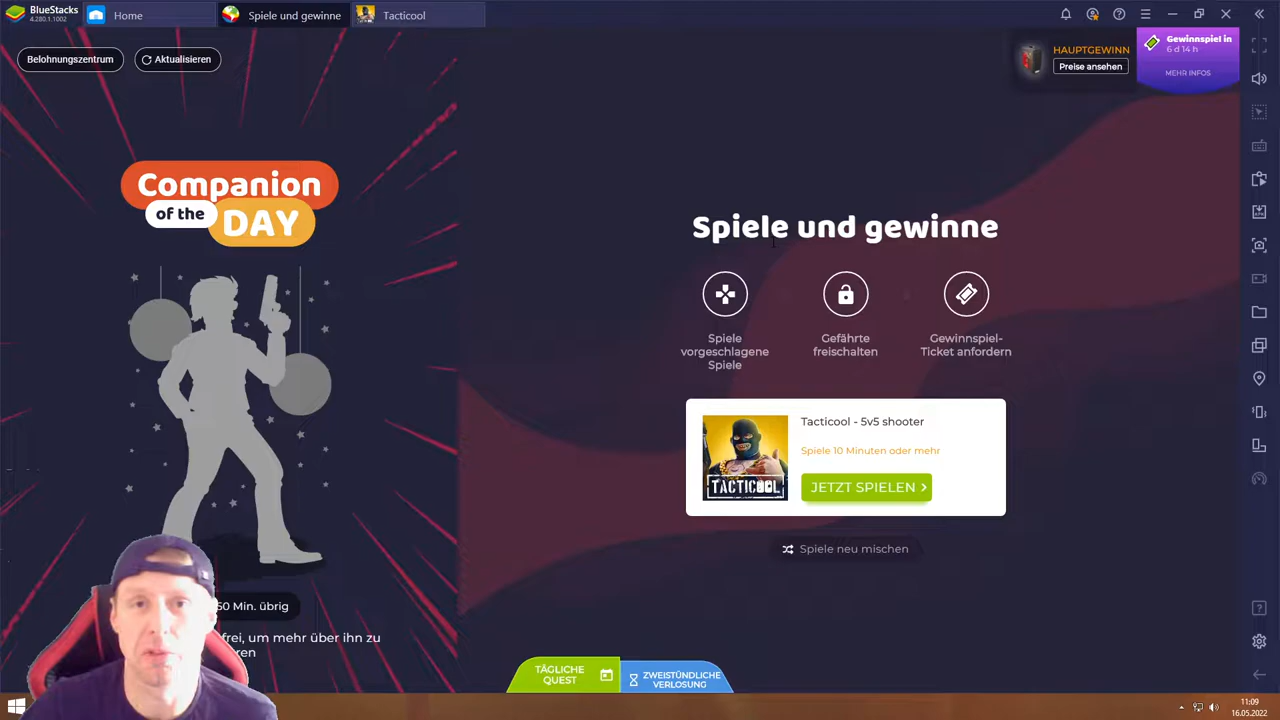 BlueStacks
4.280.1.1002
Home
Spiele und gewinne
Tacticool
Belohnungszentrum
Aktualisieren
HAUPTGEWINN
Preise ansehen
Gewinnspiel in
6 d 14 h
MEHR INFOS
Companion
of the
DAY
Spiele und gewinne
Spiele
vorgeschlagene
Spiele
Gefährte
freischalten
Gewinnspiel-
Ticket anfordern
Tacticool - 5v5 shooter
Spiele 10 Minuten oder mehr
TACTICOOL
JETZT SPIELEN
Spiele neu mischen
50 Min. übrig
frei, um mehr über ihn zu
ren
TÄGLICHE
QUEST
ZWEISTÜNDLICHE
VERLOSUNG
11:09
16.05.2022